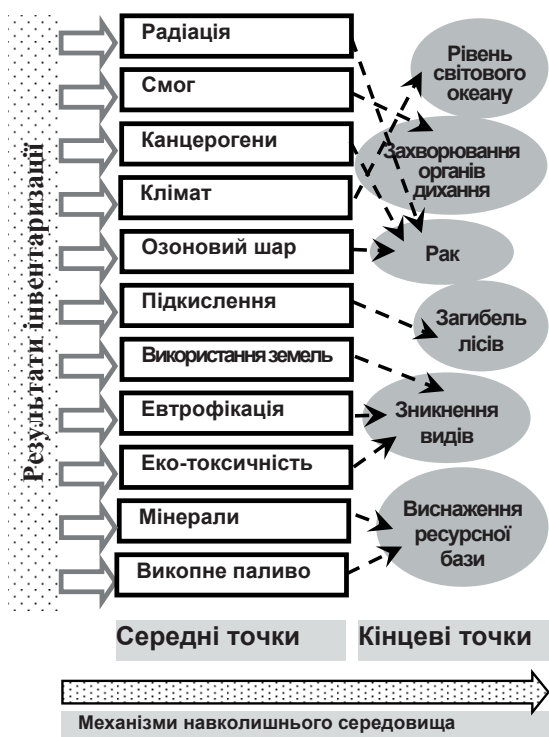 Результати інвентаризації
Радіація
Смог
Канцерогени
Клімат
Озоновий шар
Підкислення
Використання земель
Евтрофікація
Еко-токсичність
Мінерали
Викопне паливо
Рівень
світового
океану
Захворювання
органів
дихання
Рак
Загибель
лісів
Зникнення
видів
Виснаження
ресурсної
бази
Середні точки
Кінцеві точки
Механізми навколишнього середовища